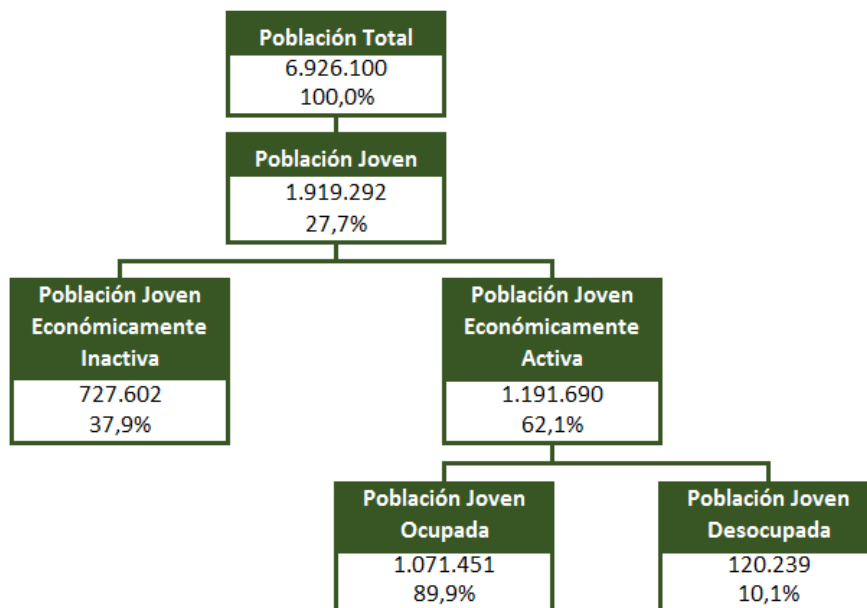 Población Total
6.926.100
100,0%
Población Joven
1.919.292
27,7%
Población Joven
Económicamente
Inactiva
727.602
37,9%
Población Joven
Económicamente
Activa
1.191.690
62,1%
Población Joven
Ocupada
1.071.451
89,9%
Población Joven
Desocupada
120.239
10,1%